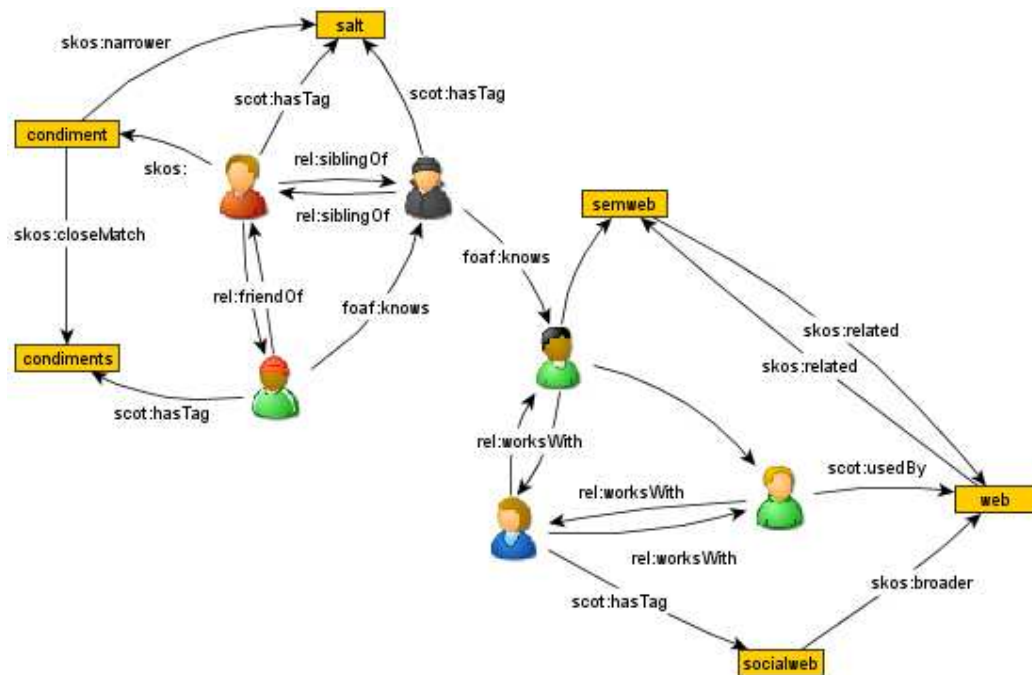 salt
skos:narrower
scot:hasTag
scot:hasTag
condiment
skos:
rel:siblingOf
rel:siblingOf
semweb
skos:closeMatch
foaf:knows
rel:friendOf
foaf:knows
skos:related
condiments
skos:related
scot:hasTag
rel:worksWith
scot:usedBy
rel:worksWith
web
rel:worksWith
skos:broader
scot:hasTag
socialweb